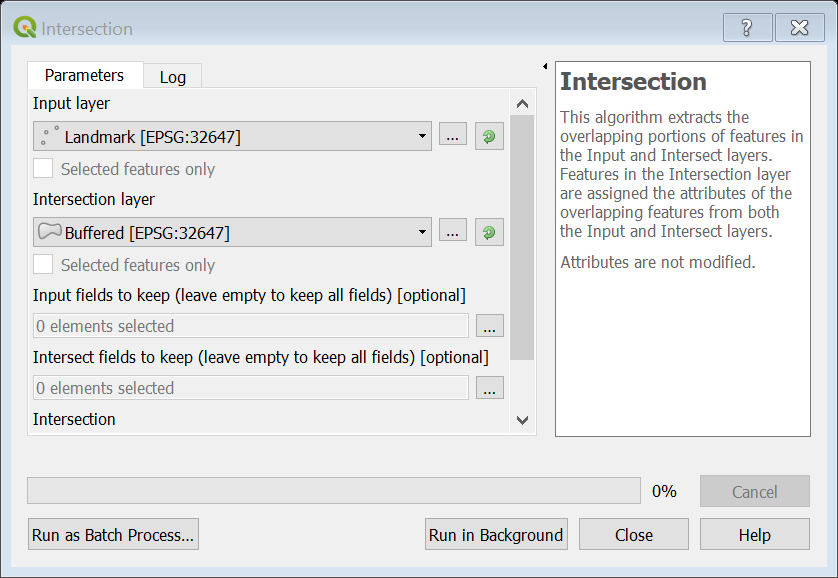 Intersection
Parameters
Log
Input layer
Landmark [EPSG:32647]
...
Selected features only
Intersection layer
Buffered [EPSG:32647]
...
Selected features only
Input fields to keep (leave empty to keep all fields) [optional]
0 elements selected
...
Intersect fields to keep (leave empty to keep all fields) [optional]
0 elements selected
...
Intersection
Intersection
This algorithm extracts the
overlapping portions of features in
the Input and Intersect layers.
Features in the Intersection layer
are assigned the attributes of the
overlapping features from both
the Input and Intersect layers.
Attributes are not modified.
0%
Cancel
Run as Batch Process...
Run in Background
Close
Help